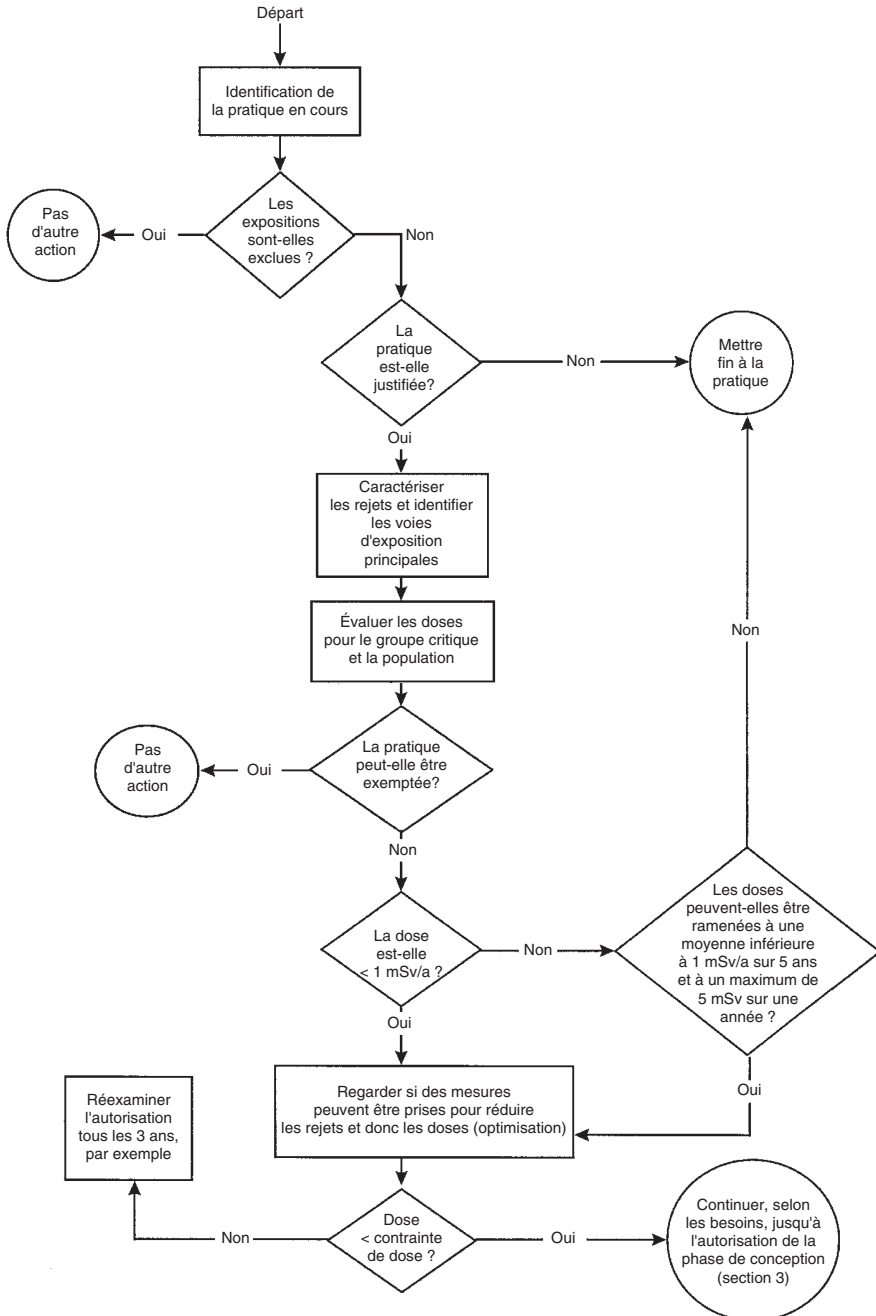 Départ
Identification de
la pratique en cours
Les
expositions
sont-elles
exclues ?
Oui
Pas
d'autre
action
Non
La
pratique
est-elle
justifiée?
Non
Mettre
fin à la
pratique
Oui
Caractériser
les rejets et identifier
les voies
d'exposition
principales
Évaluer les doses
pour le groupe critique
et la population
La pratique
peut-elle être
exemptée?
Oui
Pas
d'autre
action
Non
La dose
est-elle
< 1 mSv/a ?
Non
Les doses
peuvent-elles être
ramenées à une
moyenne inférieure
à 1 mSv/a sur 5 ans
et à un maximum de
5 mSv sur une
année ?
Non
Oui
Oui
Regarder si des mesures
peuvent être prises pour réduire
les rejets et donc les doses (optimisation)
Dose
< contrainte
de dose ?
Non
Réexaminer
l'autorisation
tous les 3 ans,
par exemple
Oui
Continuer, selon
les besoins, jusqu'à
l'autorisation de la
phase de conception
(section 3)